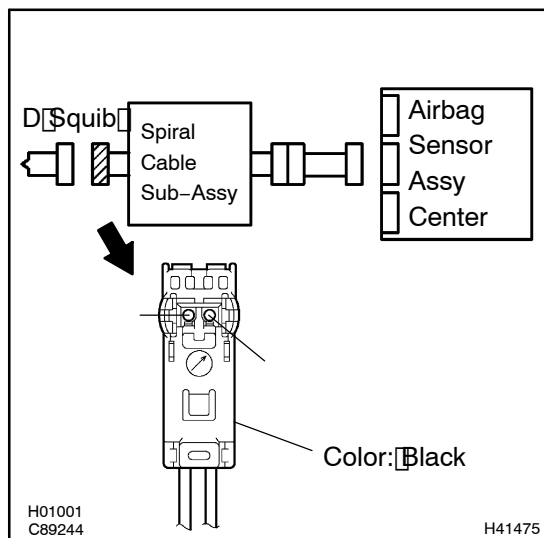 D Squib
Spiral
Cable
Sub−Assy
Airbag
Sensor
Assy
Center
Color: Black
H01001
C89244
H41475